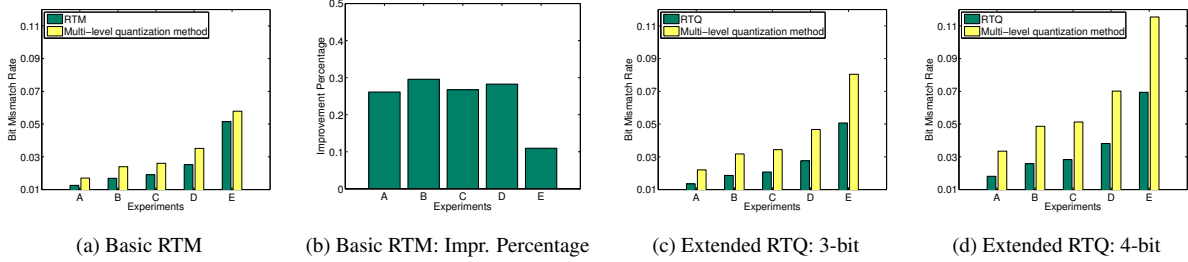 RTM
Multi−level quantization method
Bit Mismatch Rate
0.11
0.09
0.07
0.05
0.03
0.01
A B C D E
Experiments
(a) Basic RTM
Improvement Percentage
0.5
0.4
0.3
0.2
0.1
0
A B C D E
Experiments
(b) Basic RTM: Impr. Percentage
RTQ
Multi−level quantization method
Bit Mismatch Rate
0.11
0.09
0.07
0.05
0.03
0.01
A B C D E
Experiments
(c) Extended RTQ: 3-bit
RTQ
Multi−level quantization method
Bit Mismatch Rate
0.11
0.09
0.07
0.05
0.03
0.01
A B C D E
Experiments
(d) Extended RTQ: 4-bit